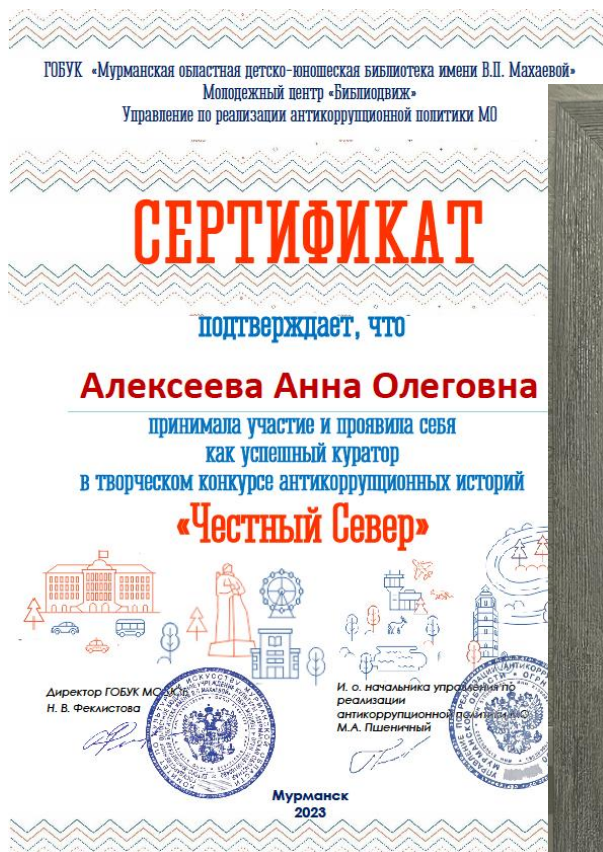 ГОБУК «Мурманская областная детско-юношеская библиотека имени В.П. Махаевой»
Молодежный центр «Библиодвиж»
Управление по реализации антикоррупционной политики МО
СЕРТИФИКАТ
подтверждает, что
Алексеева Анна Олеговна
принимала участие и проявила себя
как успешный куратор
в творческом конкурсе антикоррупционных историй
«Честный Север»
Директор ГОБУК МОДЮБ
Н. В. Феклистова
И. о. начальника управления по
реализации
антикоррупционной политики МО
М.А. Пшеничный
Мурманск
2023